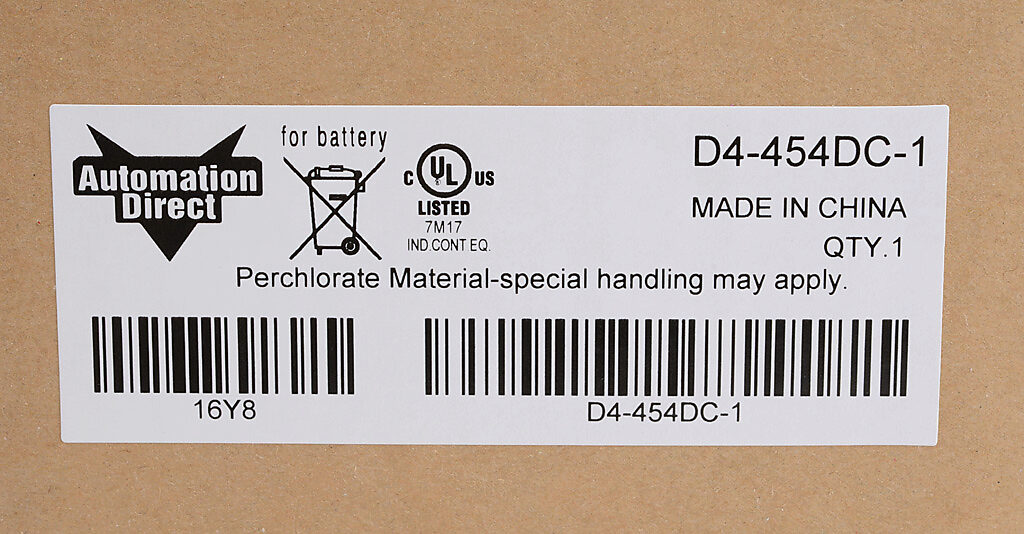 Automation
Direct
for battery
C UL US
LISTED
7M17
IND.CONT EQ.
D4-454DC-1
MADE IN CHINA
QTY.1
Perchlorate Material-special handling may apply.
16Y8
D4-454DC-1